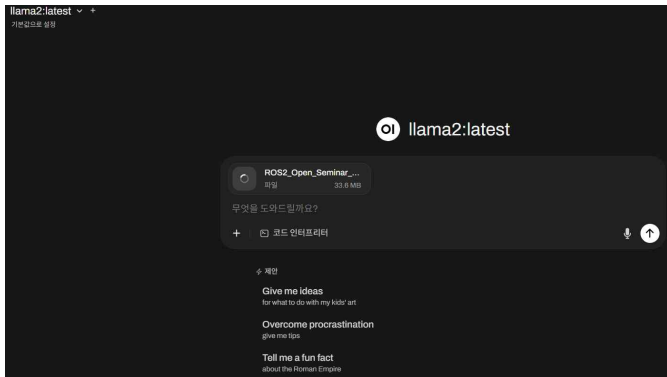 llama2:latest
기본값으로 설정
OI llama2:latest
ROS2_Open_Seminar_...
파일 33.6 MB
무엇을 도와드릴까요?
코드 인터프리터
제안
Give me ideas
for what to do with my kids' art
Overcome procrastination
give me tips
Tell me a fun fact
about the Roman Empire